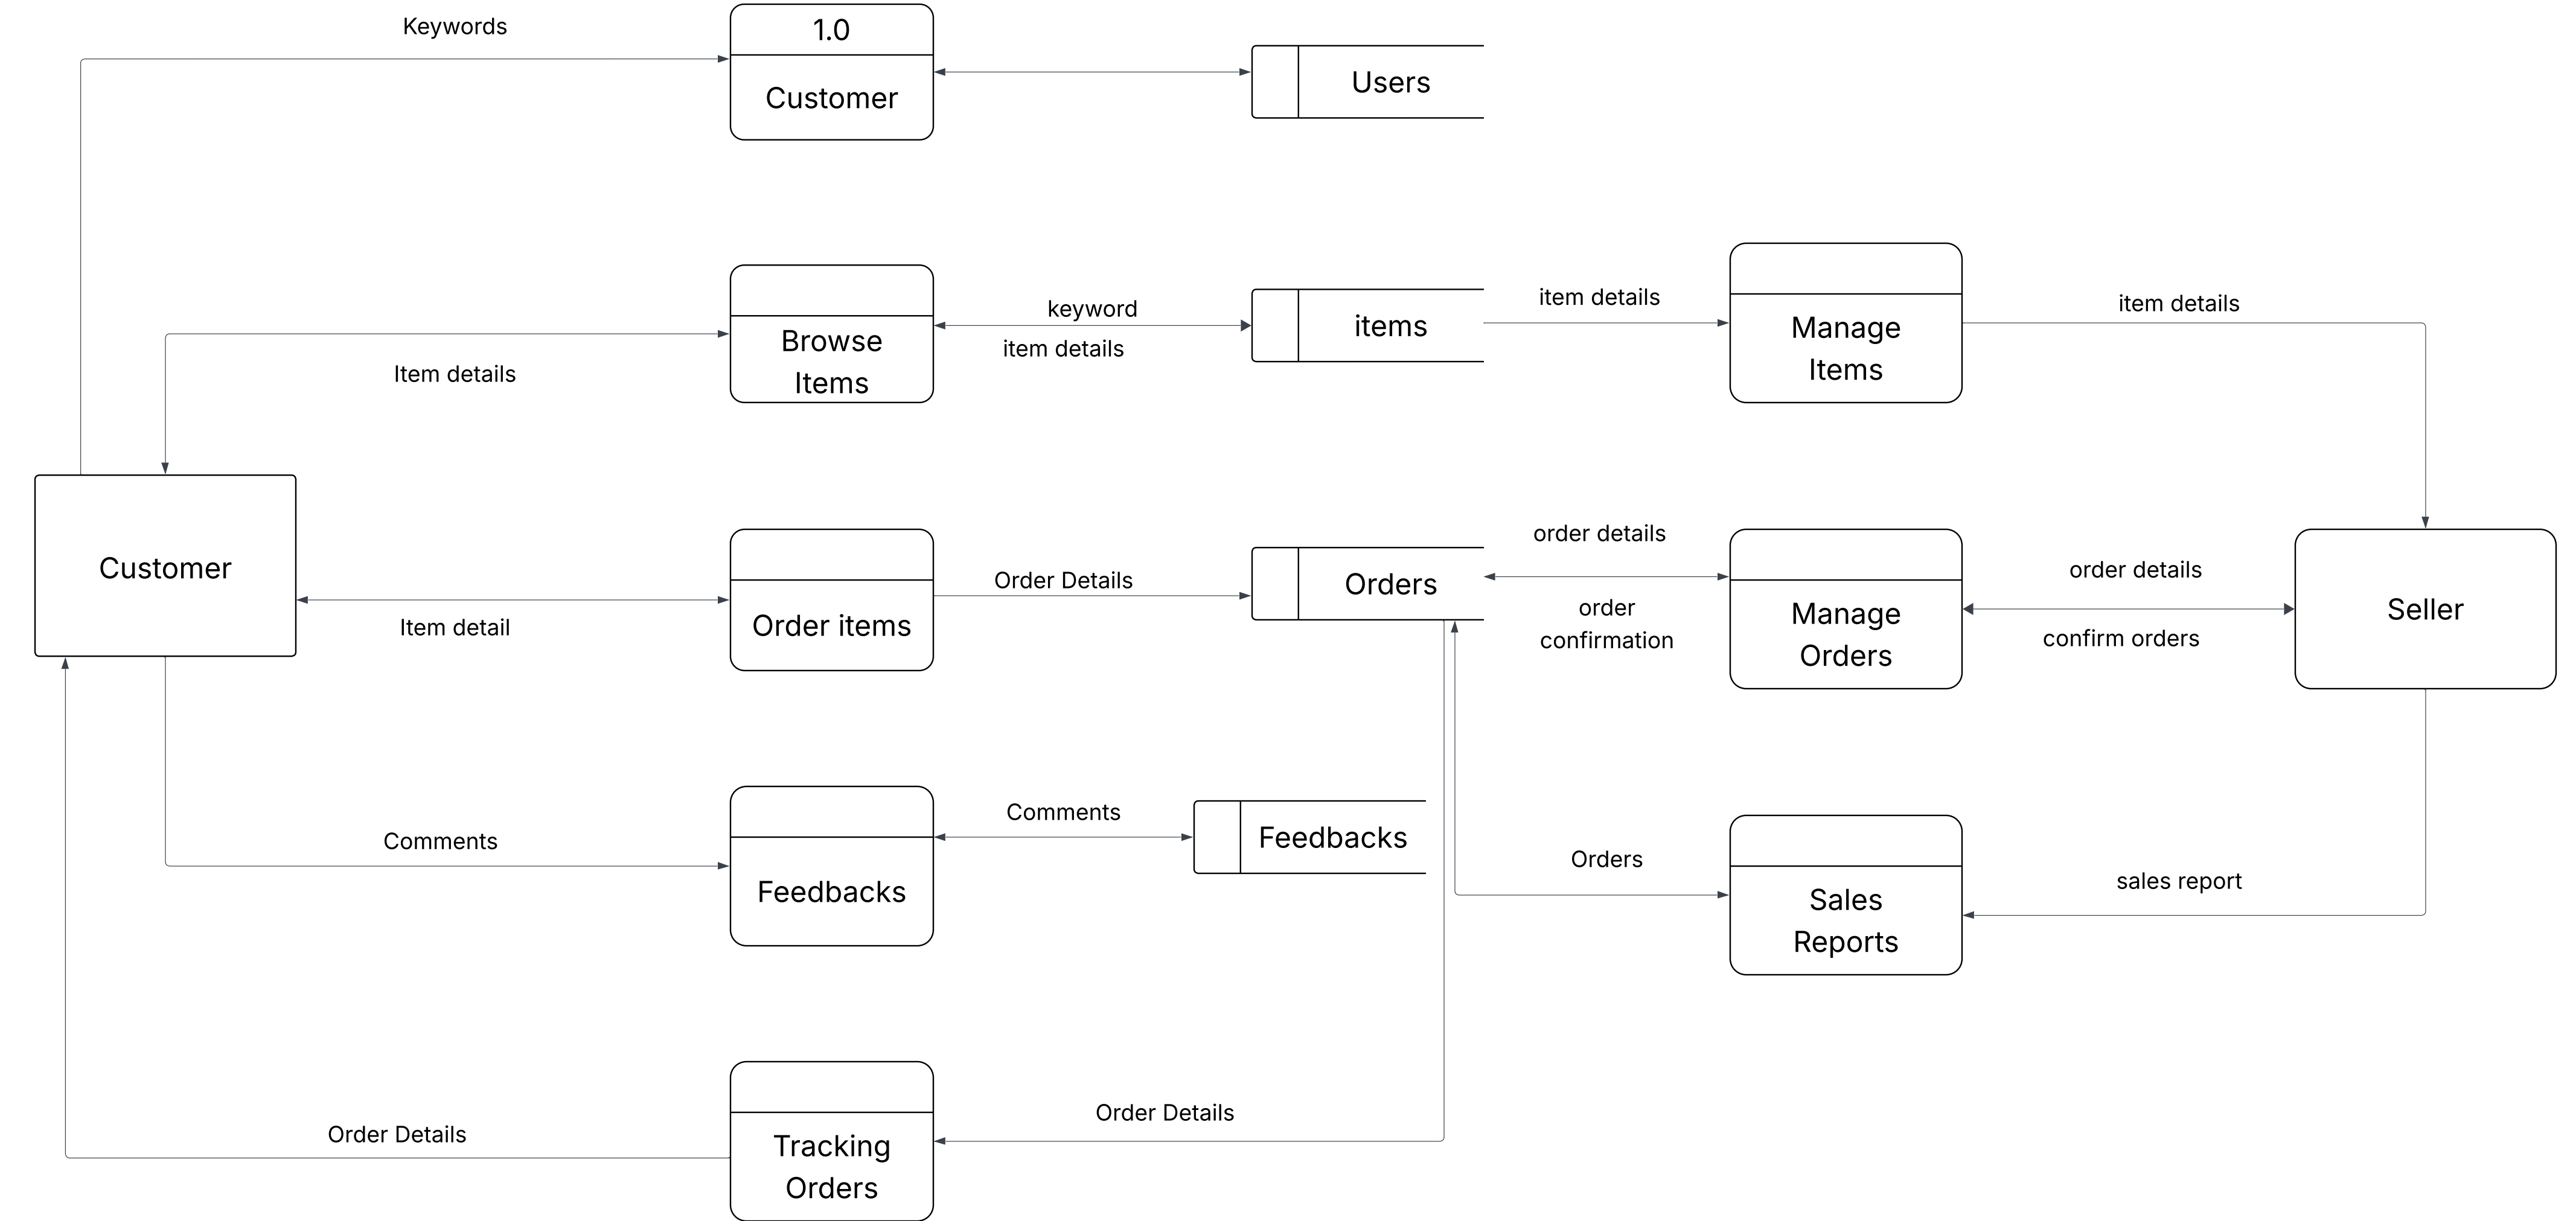 Keywords
1.0
Customer
Users
Browse
Items
keyword
item details
items
item details
Manage
Items
item details
Item details
Customer
Item detail
Order items
Order Details
Orders
order details
order
confirmation
Manage
Orders
order details
confirm orders
Seller
Comments
Feedbacks
Comments
Feedbacks
Orders
Sales
Reports
sales report
Order Details
Tracking
Orders
Order Details